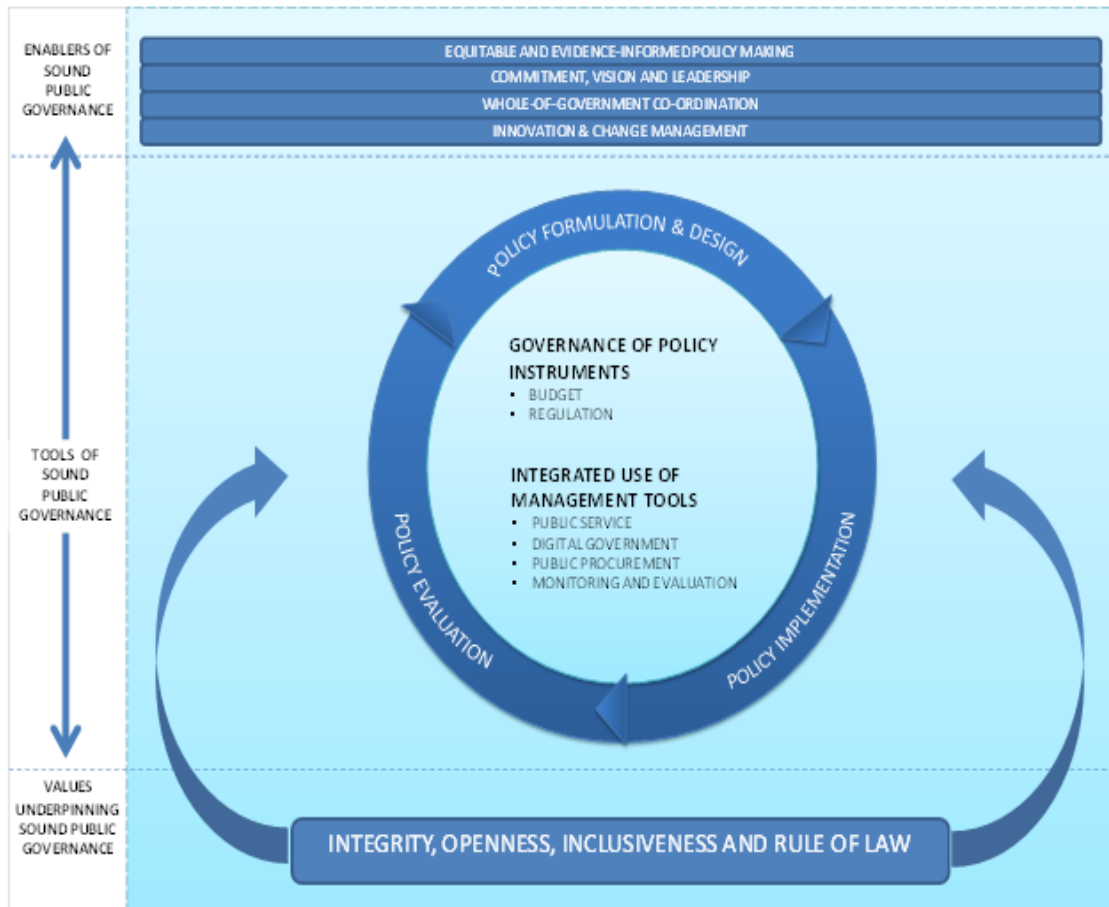 ENABLERS OF
SOUND
PUBLIC
GOVERNANCE
EQUITABLE AND EVIDENCE-INFORMED POLICY MAKING
COMMITMENT, VISION AND LEADERSHIP
WHOLE-OF-GOVERNMENT CO-ORDINATION
INNOVATION & CHANGE MANAGEMENT
TOOLS OF
SOUND
PUBLIC
GOVERNANCE
POLICY FORMULATION & DESIGN
POLICY IMPLEMENTATION
POLICY EVALUATION
GOVERNANCE OF POLICY
INSTRUMENTS
▪ BUDGET
▪ REGULATION
INTEGRATED USE OF
MANAGEMENT TOOLS
▪ PUBLIC SERVICE
▪ DIGITAL GOVERNMENT
▪ PUBLIC PROCUREMENT
▪ MONITORING AND EVALUATION
VALUES
UNDERPINNING
SOUND PUBLIC
GOVERNANCE
INTEGRITY, OPENNESS, INCLUSIVENESS AND RULE OF LAW